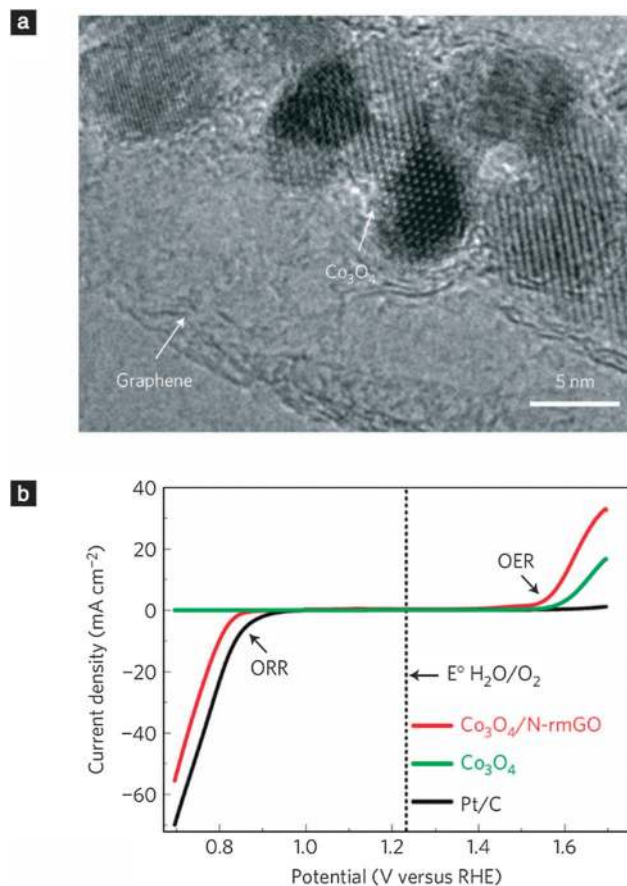 a
Co₃O₄
Graphene
5 nm
b
40
20
0
−20
−40
−60
Current density (mA cm⁻²)
OER
ORR
E° H₂O/O₂
Co₃O₄/N-rmGO
Co₃O₄
Pt/C
0.8
1.0
1.2
1.4
1.6
Potential (V versus RHE)